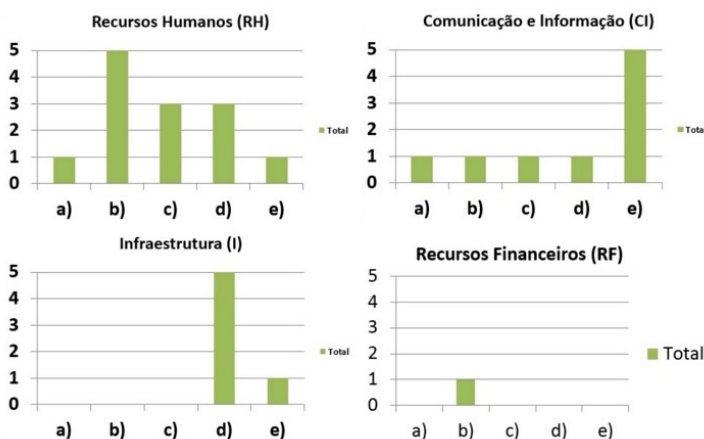 Recursos Humanos (RH)
5
4
3
2
1
0
a) b) c) d) e)
Total
Comunicação e Informação (CI)
5
4
3
2
1
0
a) b) c) d) e)
Tota
Infraestrutura (I)
5
4
3
2
1
0
a) b) c) d) e)
Total
Recursos Financeiros (RF)
5
4
3
2
1
0
a) b) c) d) e)
Total